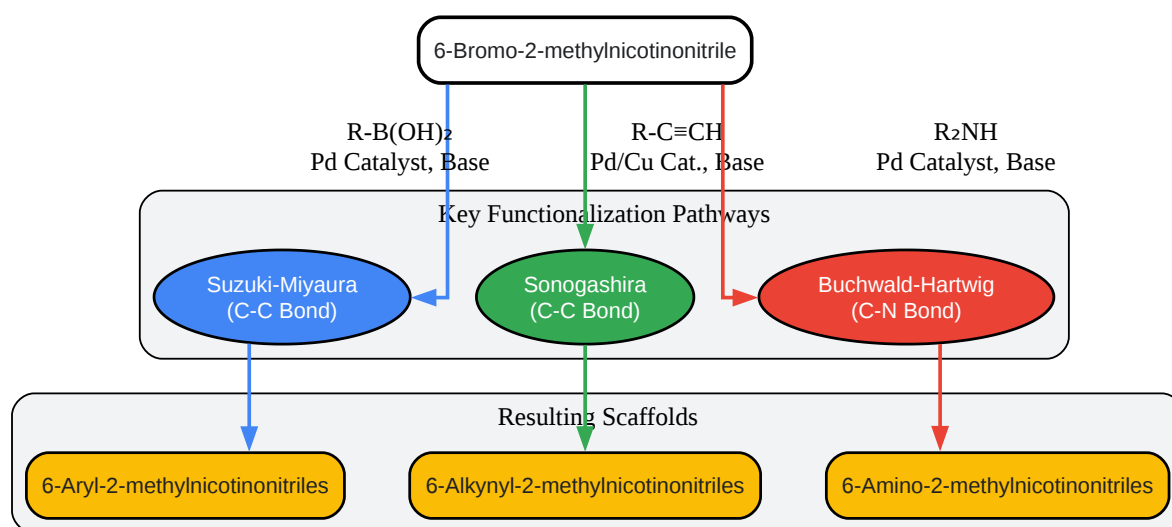 6-Bromo-2-methylnicotinonitrile
R-B(OH)₂
Pd Catalyst, Base
R-C≡CH
Pd/Cu Cat., Base
R₂NH
Pd Catalyst, Base
Key Functionalization Pathways
Suzuki-Miyaura
(C-C Bond)
Sonogashira
(C-C Bond)
Buchwald-Hartwig
(C-N Bond)
Resulting Scaffolds
6-Aryl-2-methylnicotinonitriles
6-Alkynyl-2-methylnicotinonitriles
6-Amino-2-methylnicotinonitriles